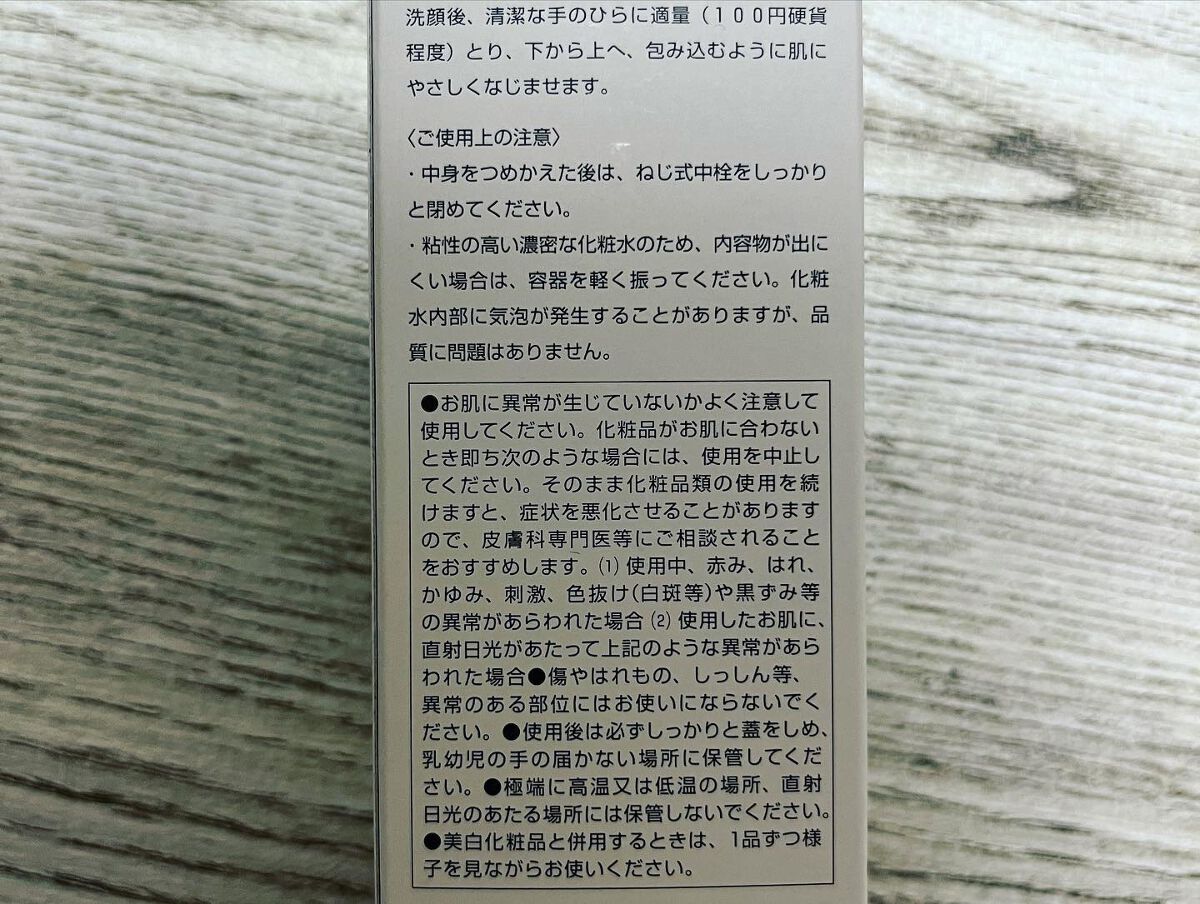 洗顔後、清潔な手のひらに適量（１００円硬貨
程度）とり、下から上へ、包み込むように肌に
やさしくなじませます。
〈ご使用上の注意〉
・中身をつめかえた後は、ねじ式中栓をしっかり
と閉めてください。
・粘性の高い濃密な化粧水のため、内容物が出に
くい場合は、容器を軽く振ってください。化粧
水内部に気泡が発生することがありますが、品
質に問題はありません。
●お肌に異常が生じていないかよく注意して
使用してください。化粧品がお肌に合わない
とき即ち次のような場合には、使用を中止し
てください。そのまま化粧品類の使用を続
けますと、症状を悪化させることがあります
ので、皮膚科専門医等にご相談されること
をおすすめします。(1)使用中、赤み、はれ、
かゆみ、刺激、色抜け(白斑等)や黒ずみ等
の異常があらわれた場合(2)使用したお肌に、
直射日光があたって上記のような異常があら
われた場合●傷やはれもの、しっしん等、
異常のある部位にはお使いにならないでく
ださい。●使用後は必ずしっかりと蓋をしめ、
乳幼児の手の届かない場所に保管してくだ
さい。●極端に高温又は低温の場所、直射
日光のあたる場所には保管しないでください。
●美白化粧品と併用するときは、1品ずつ様
子を見ながらお使いください。